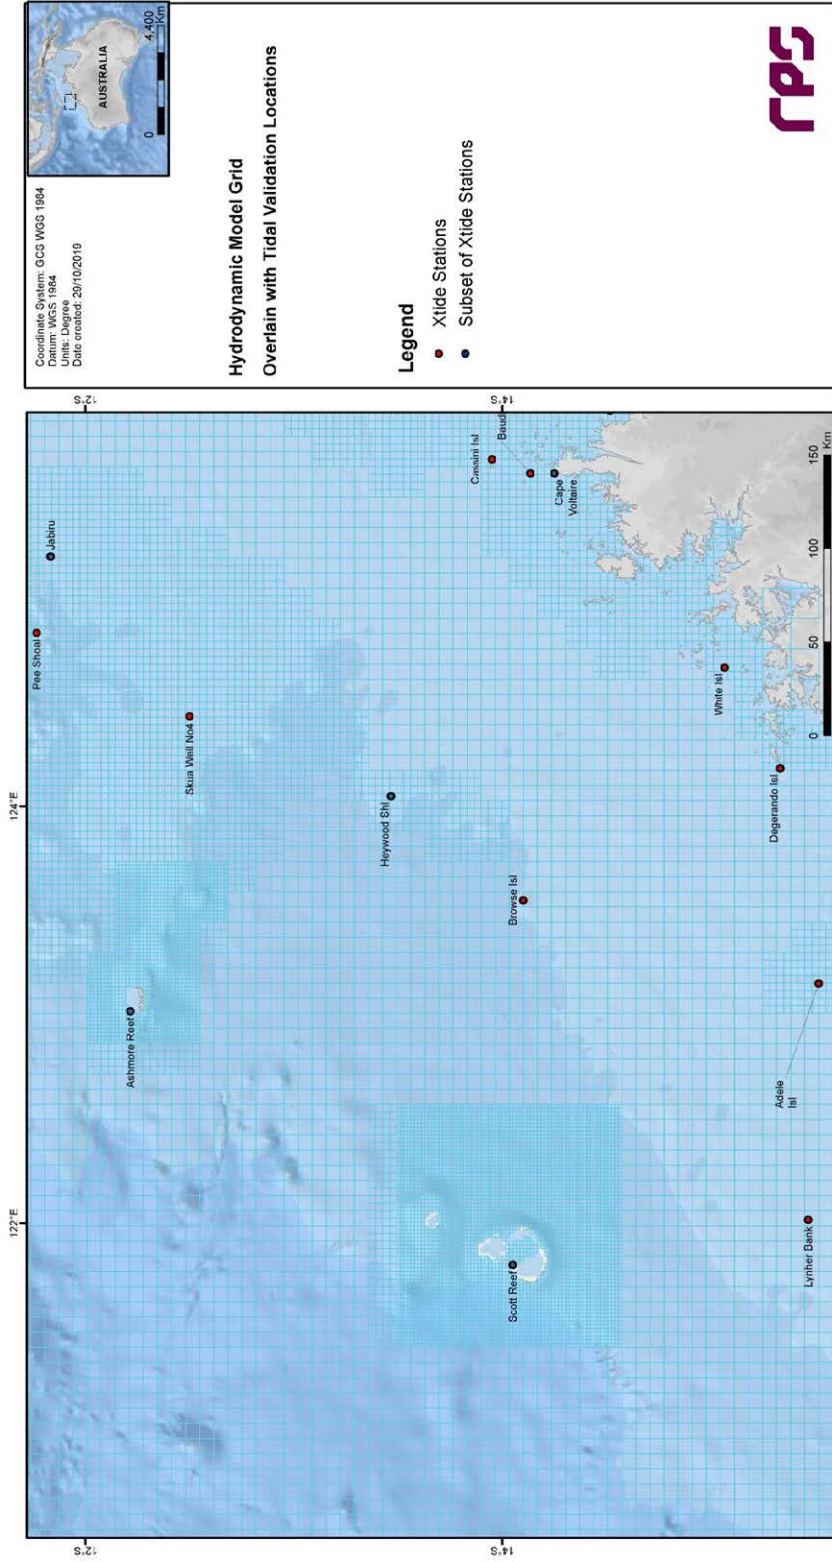 Coordinate System: GCS WGS 1984
Datum: WGS 1984
Units: Degree
Date created: 29/10/2019
AUSTRALIA
0
4,400
Km
Hydrodynamic Model Grid
Overlain with Tidal Validation Locations
Legend
Xtide Stations
Subset of Xtide Stations
rps
122°E
124°E
12°S
12°S
14°S
14°S
Pee Shoal
Jabiru
Skua Well No4
Ashmore Reef
Heywood Shl
Browse Isl
Cassini Isl
Baud
Cape
Voltaire
Scott Reef
White Isl
Degerando Isl
Adele
Isl
Lynher Bank
0
50
100
150
Km